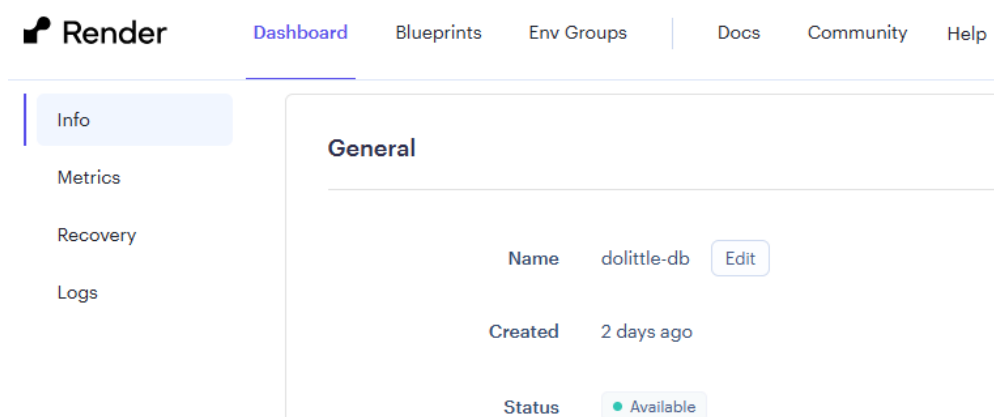 Render Dashboard Blueprints Env Groups Docs Community Help
Info
Metrics
Recovery
Logs
General
Name dolittle-db Edit
Created 2 days ago
Status Available